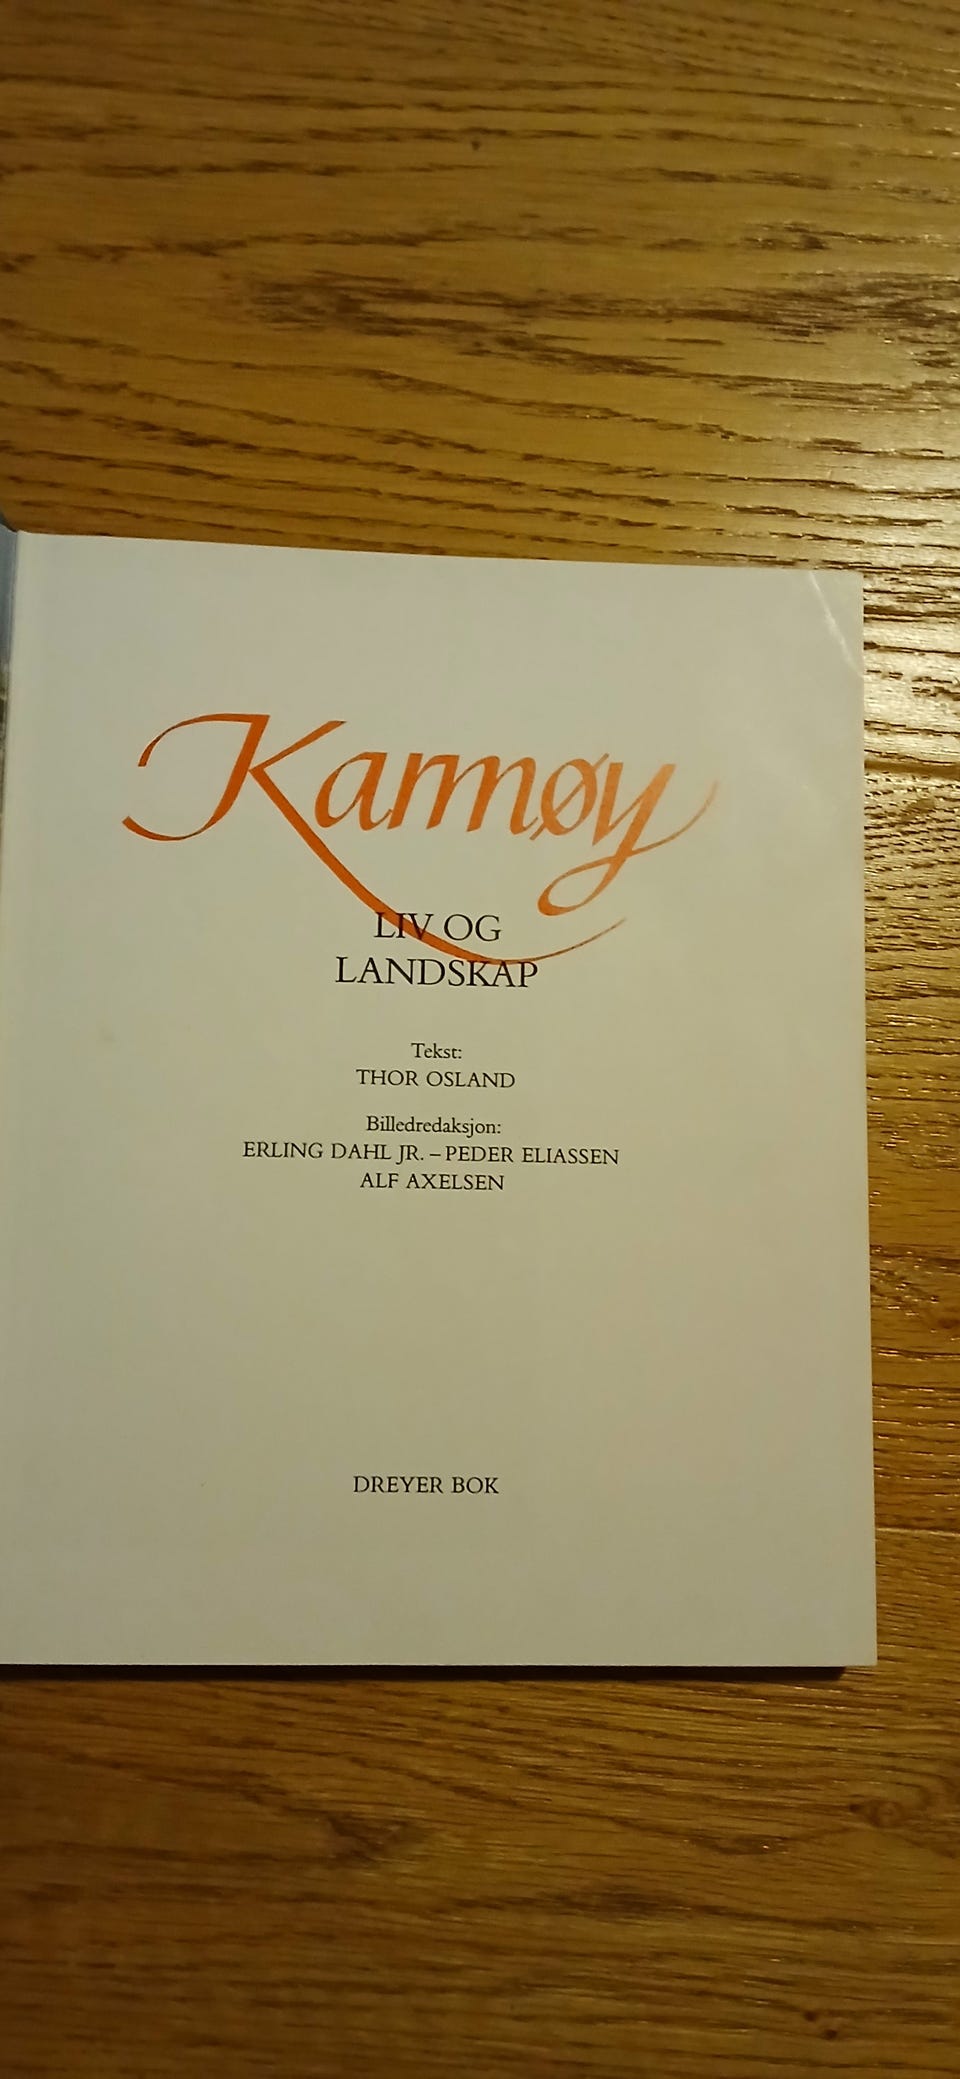 Karmøy
LIV OG
LANDSKAP
Tekst:
THOR OSLAND
Billedredaksjon:
ERLING DAHL JR. – PEDER ELIASSEN
ALF AXELSEN
DREYER BOK